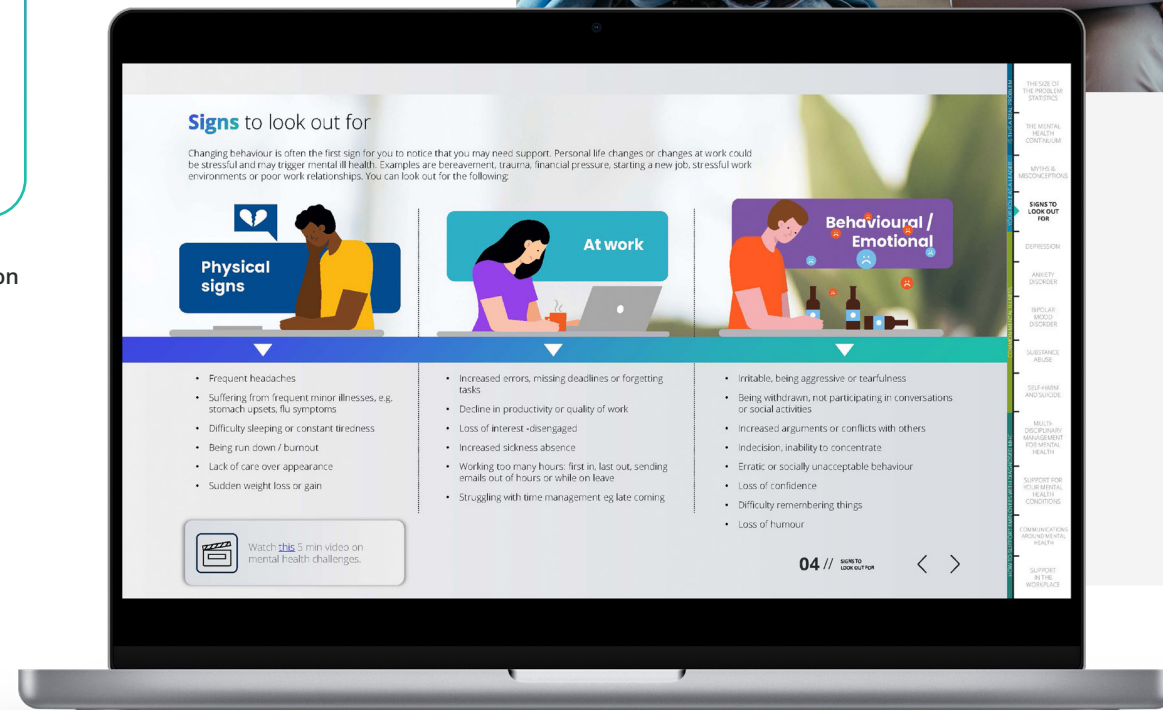 on
Signs to look out for
Changing behaviour is often the first sign for you to notice that you may need support. Personal life changes or changes at work could
be stressful and may trigger mental ill health. Examples are bereavement, trauma, financial pressure, starting a new job, stressful work
environments or poor work relationships. You can look out for the following:
Physical
signs
At work
Behavioural /
Emotional
• Frequent headaches
• Suffering from frequent minor illnesses, e.g.
stomach upsets, flu symptoms
• Difficulty sleeping or constant tiredness
• Being run down / burnout
• Lack of care over appearance
• Sudden weight loss or gain
• Increased errors, missing deadlines or forgetting
tasks
• Decline in productivity or quality of work
• Loss of interest -disengaged
• Increased sickness absence
• Working too many hours: first in, last out, sending
emails out of hours or while on leave
• Struggling with time management eg late coming
• Irritable, being aggressive or tearfulness
• Being withdrawn, not participating in conversations
or social activities
• Increased arguments or conflicts with others
• Indecision, inability to concentrate
• Erratic or socially unacceptable behaviour
• Loss of confidence
• Difficulty remembering things
• Loss of humour
Watch this 5 min video on
mental health challenges.
04 // SIGNS TO
LOOK OUT FOR
THE SIZE OF
THE PROBLEM
STATISTICS
THE MENTAL
HEALTH
CONTINUUM
MYTHS &
MISCONCEPTIONS
SIGNS TO
LOOK OUT
FOR
DEPRESSION
ANXIETY
DISORDER
BIPOLAR
MOOD
DISORDER
SUBSTANCE
ABUSE
SELF-HARM
AND SUICIDE
MULTI-
DISCIPLINARY
MANAGEMENT
FOR MENTAL
HEALTH
SUPPORT FOR
YOUR MENTAL
HEALTH
CONDITIONS
COMMUNICATIONS
AROUND MENTAL
HEALTH
SUPPORT
IN THE
WORKPLACE